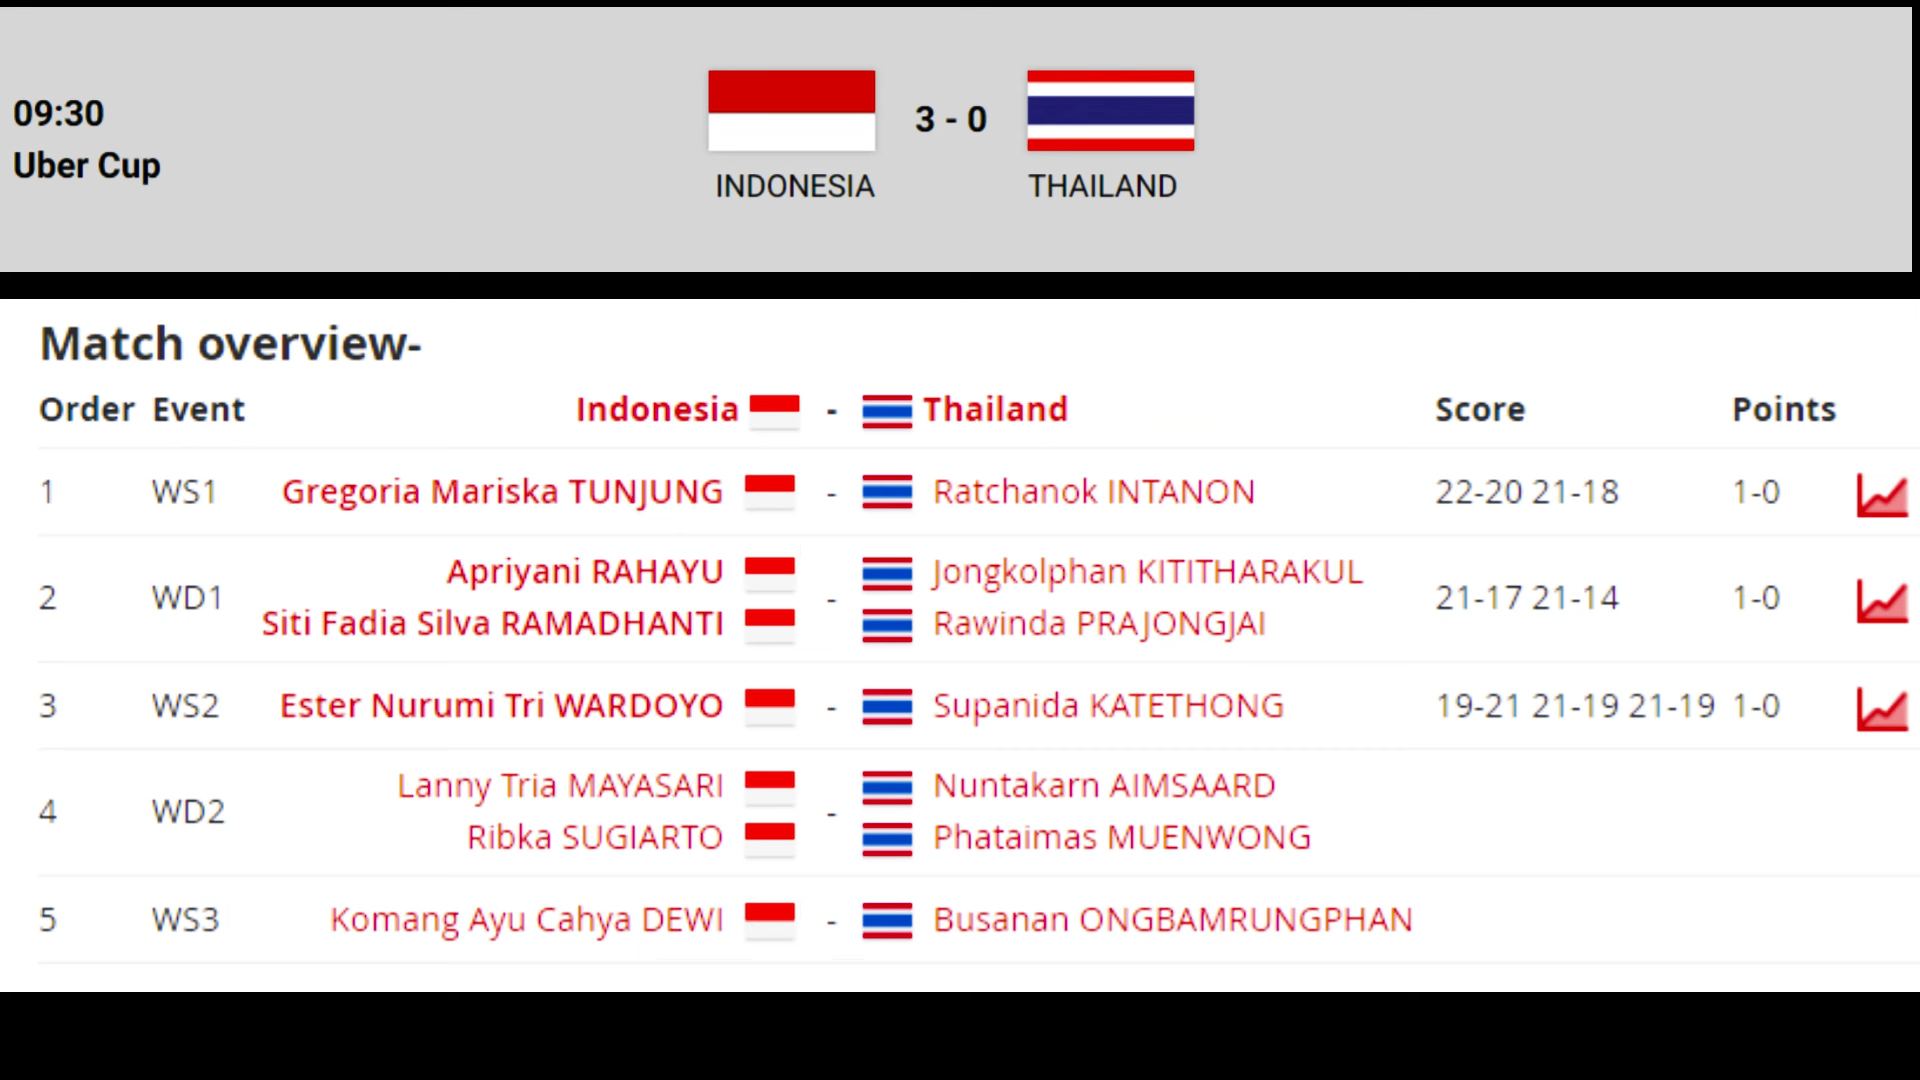 09:30
Uber Cup
3 - 0
INDONESIA THAILAND
Match overview-
Order Event Indonesia - Thailand Score Points
1 WS1 Gregoria Mariska TUNJUNG - Ratchanok INTANON 22-20 21-18 1-0
Apriyani RAHAYU Jongkolphan KITITHARAKUL
2 WD1 - 21-17 21-14 1-0
Siti Fadia Silva RAMADHANTI Rawinda PRAJONGJAI
3 WS2 Ester Nurumi Tri WARDOYO - Supanida KATETHONG 19-21 21-19 21-19 1-0
Lanny Tria MAYASARI Nuntakarn AIMSAARD
4 WD2 -
Ribka SUGIARTO Phataimas MUENWONG
5 WS3 Komang Ayu Cahya DEWI - Busanan ONGBAMRUNGPHAN